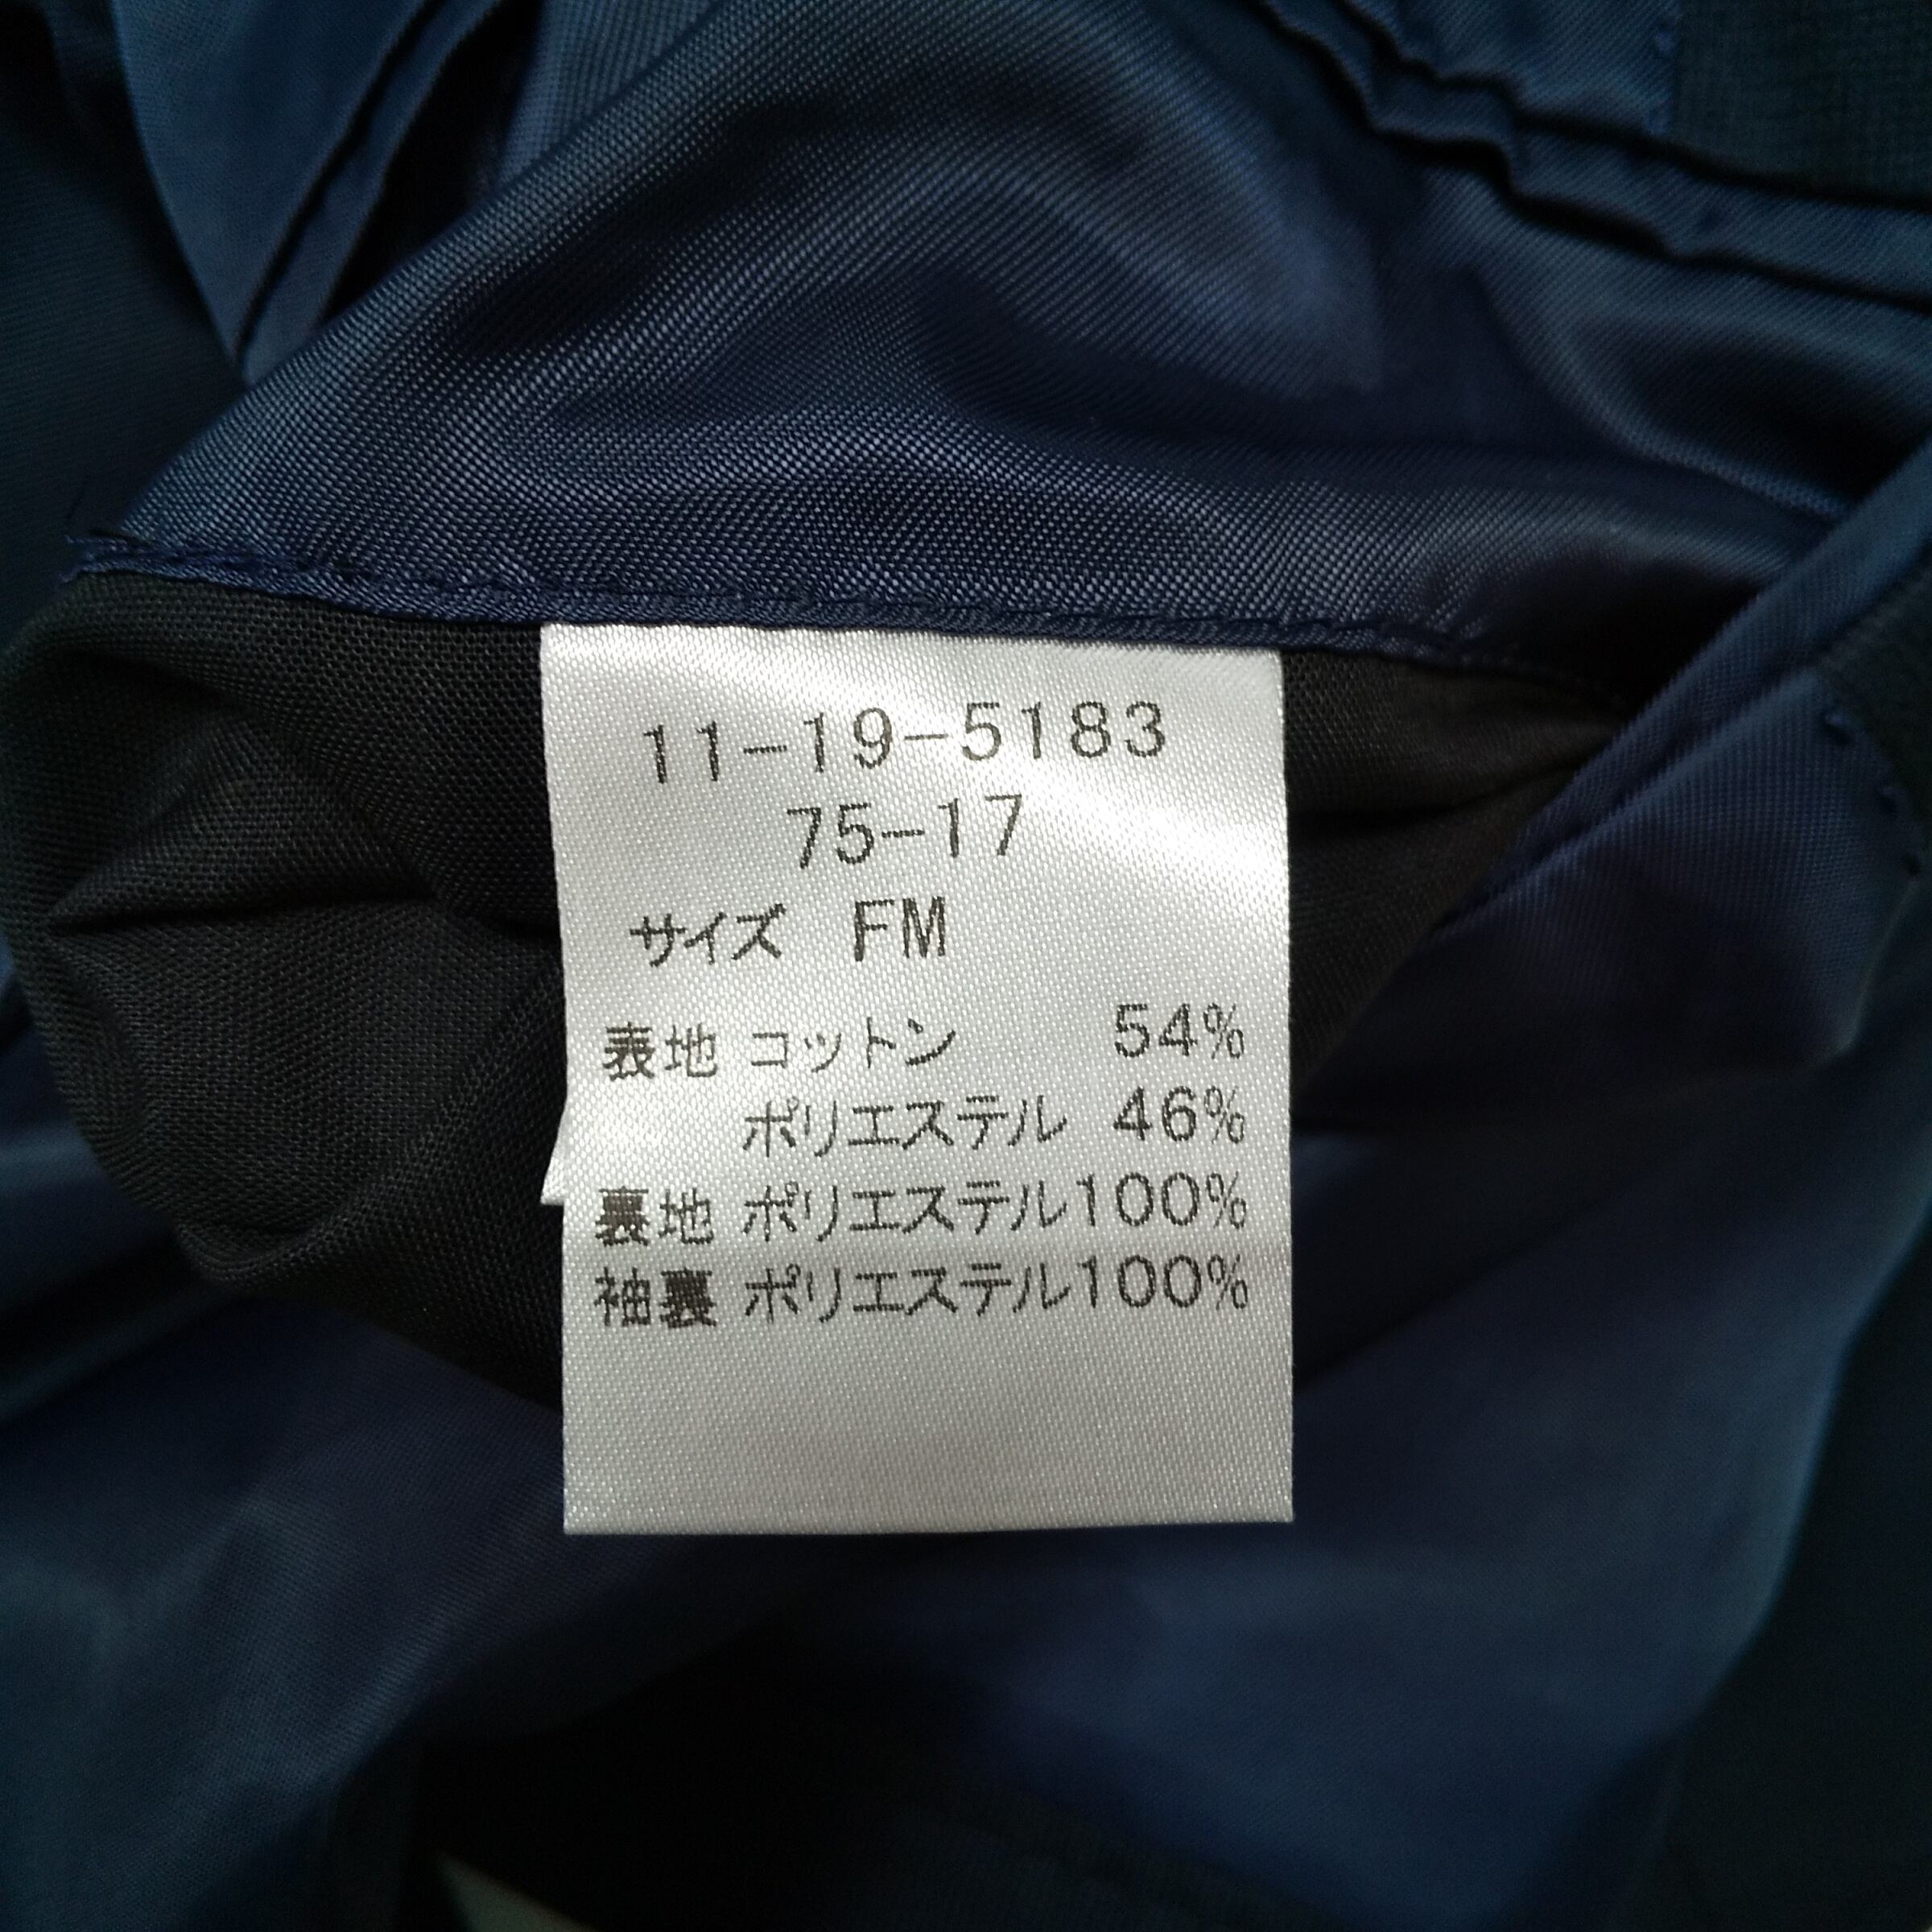 11-19-5183
75-17
サイズ FM
表地 コットン 54%
ポリエステル 46%
裏地 ポリエステル100%
袖裏 ポリエステル100%